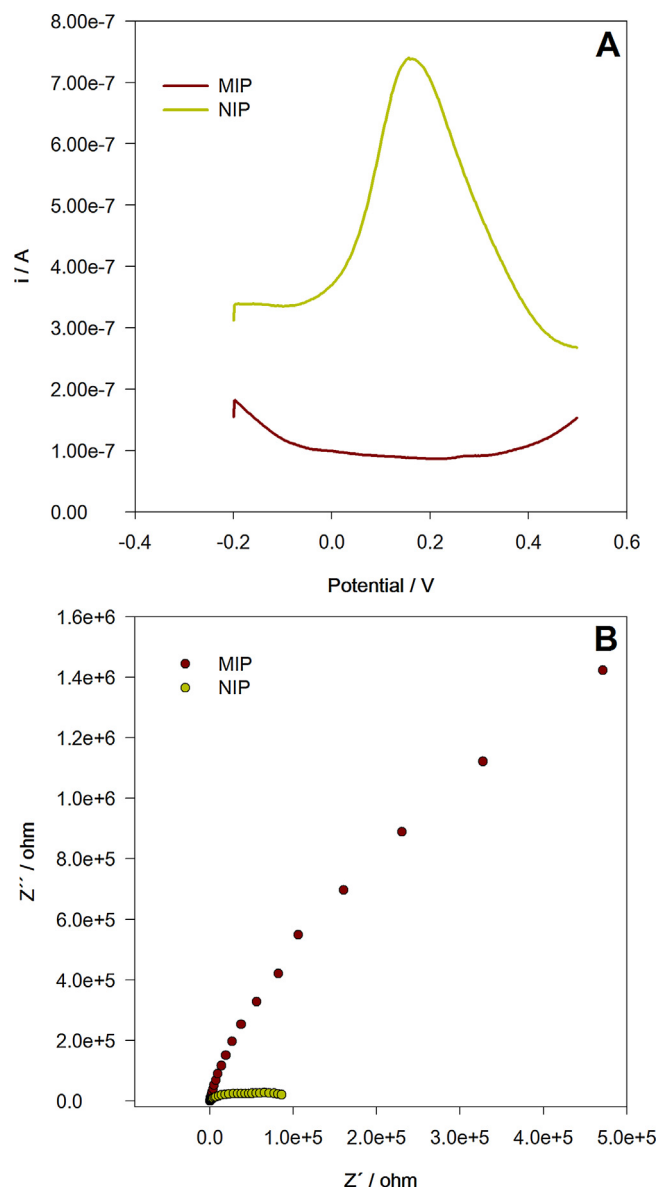 A
8.00e-7
7.00e-7
6.00e-7
5.00e-7
4.00e-7
3.00e-7
2.00e-7
1.00e-7
0.00
i / A
MIP
NIP
-0.4 -0.2 0.0 0.2 0.4 0.6
Potential / V
B
1.6e+6
1.4e+6
1.2e+6
1.0e+6
8.0e+5
6.0e+5
4.0e+5
2.0e+5
0.0
Z´´ / ohm
MIP
NIP
0.0 1.0e+5 2.0e+5 3.0e+5 4.0e+5 5.0e+5
Z´ / ohm